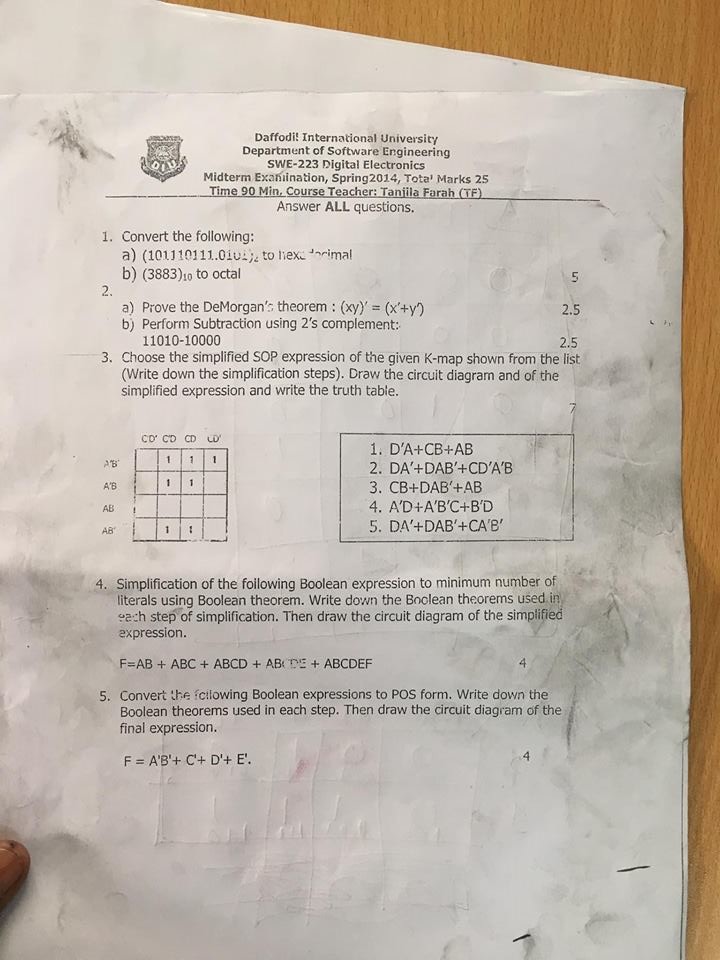 Daffodil International University
Department of Software Engineering
SWE-223 Digital Electronics
Midterm Examination, Spring2014, Total Marks 25
Time 90 Min. Course Teacher: Tanjila Farah (TF)
Answer ALL questions.
DIU
1. Convert the following:
a) to hexadecimal
b) (3883)₁₀ to octal
5
2.
a) Prove the DeMorgan's theorem : (xy)' = (x'+y')
2.5
b) Perform Subtraction using 2's complement:
11010-10000
2.5
3. Choose the simplified SOP expression of the given K-map shown from the list
(Write down the simplification steps). Draw the circuit diagram and of the
simplified expression and write the truth table.
7
C'D' C'D CD CD'
A'B' 1 1 1
A'B 1 1
AB
AB' 1 1
1. D'A+CB+AB
2. DA'+DAB'+CD'A'B
3. CB+DAB'+AB
4. A'D+A'B'C+B'D
5. DA'+DAB'+CA'B'
4. Simplification of the following Boolean expression to minimum number of
literals using Boolean theorem. Write down the Boolean theorems used in
each step of simplification. Then draw the circuit diagram of the simplified
expression.
F=AB + ABC + ABCD + ABCDE + ABCDEF
4
5. Convert the following Boolean expressions to POS form. Write down the
Boolean theorems used in each step. Then draw the circuit diagram of the
final expression.
F = A'B'+ C'+ D'+ E'.
4